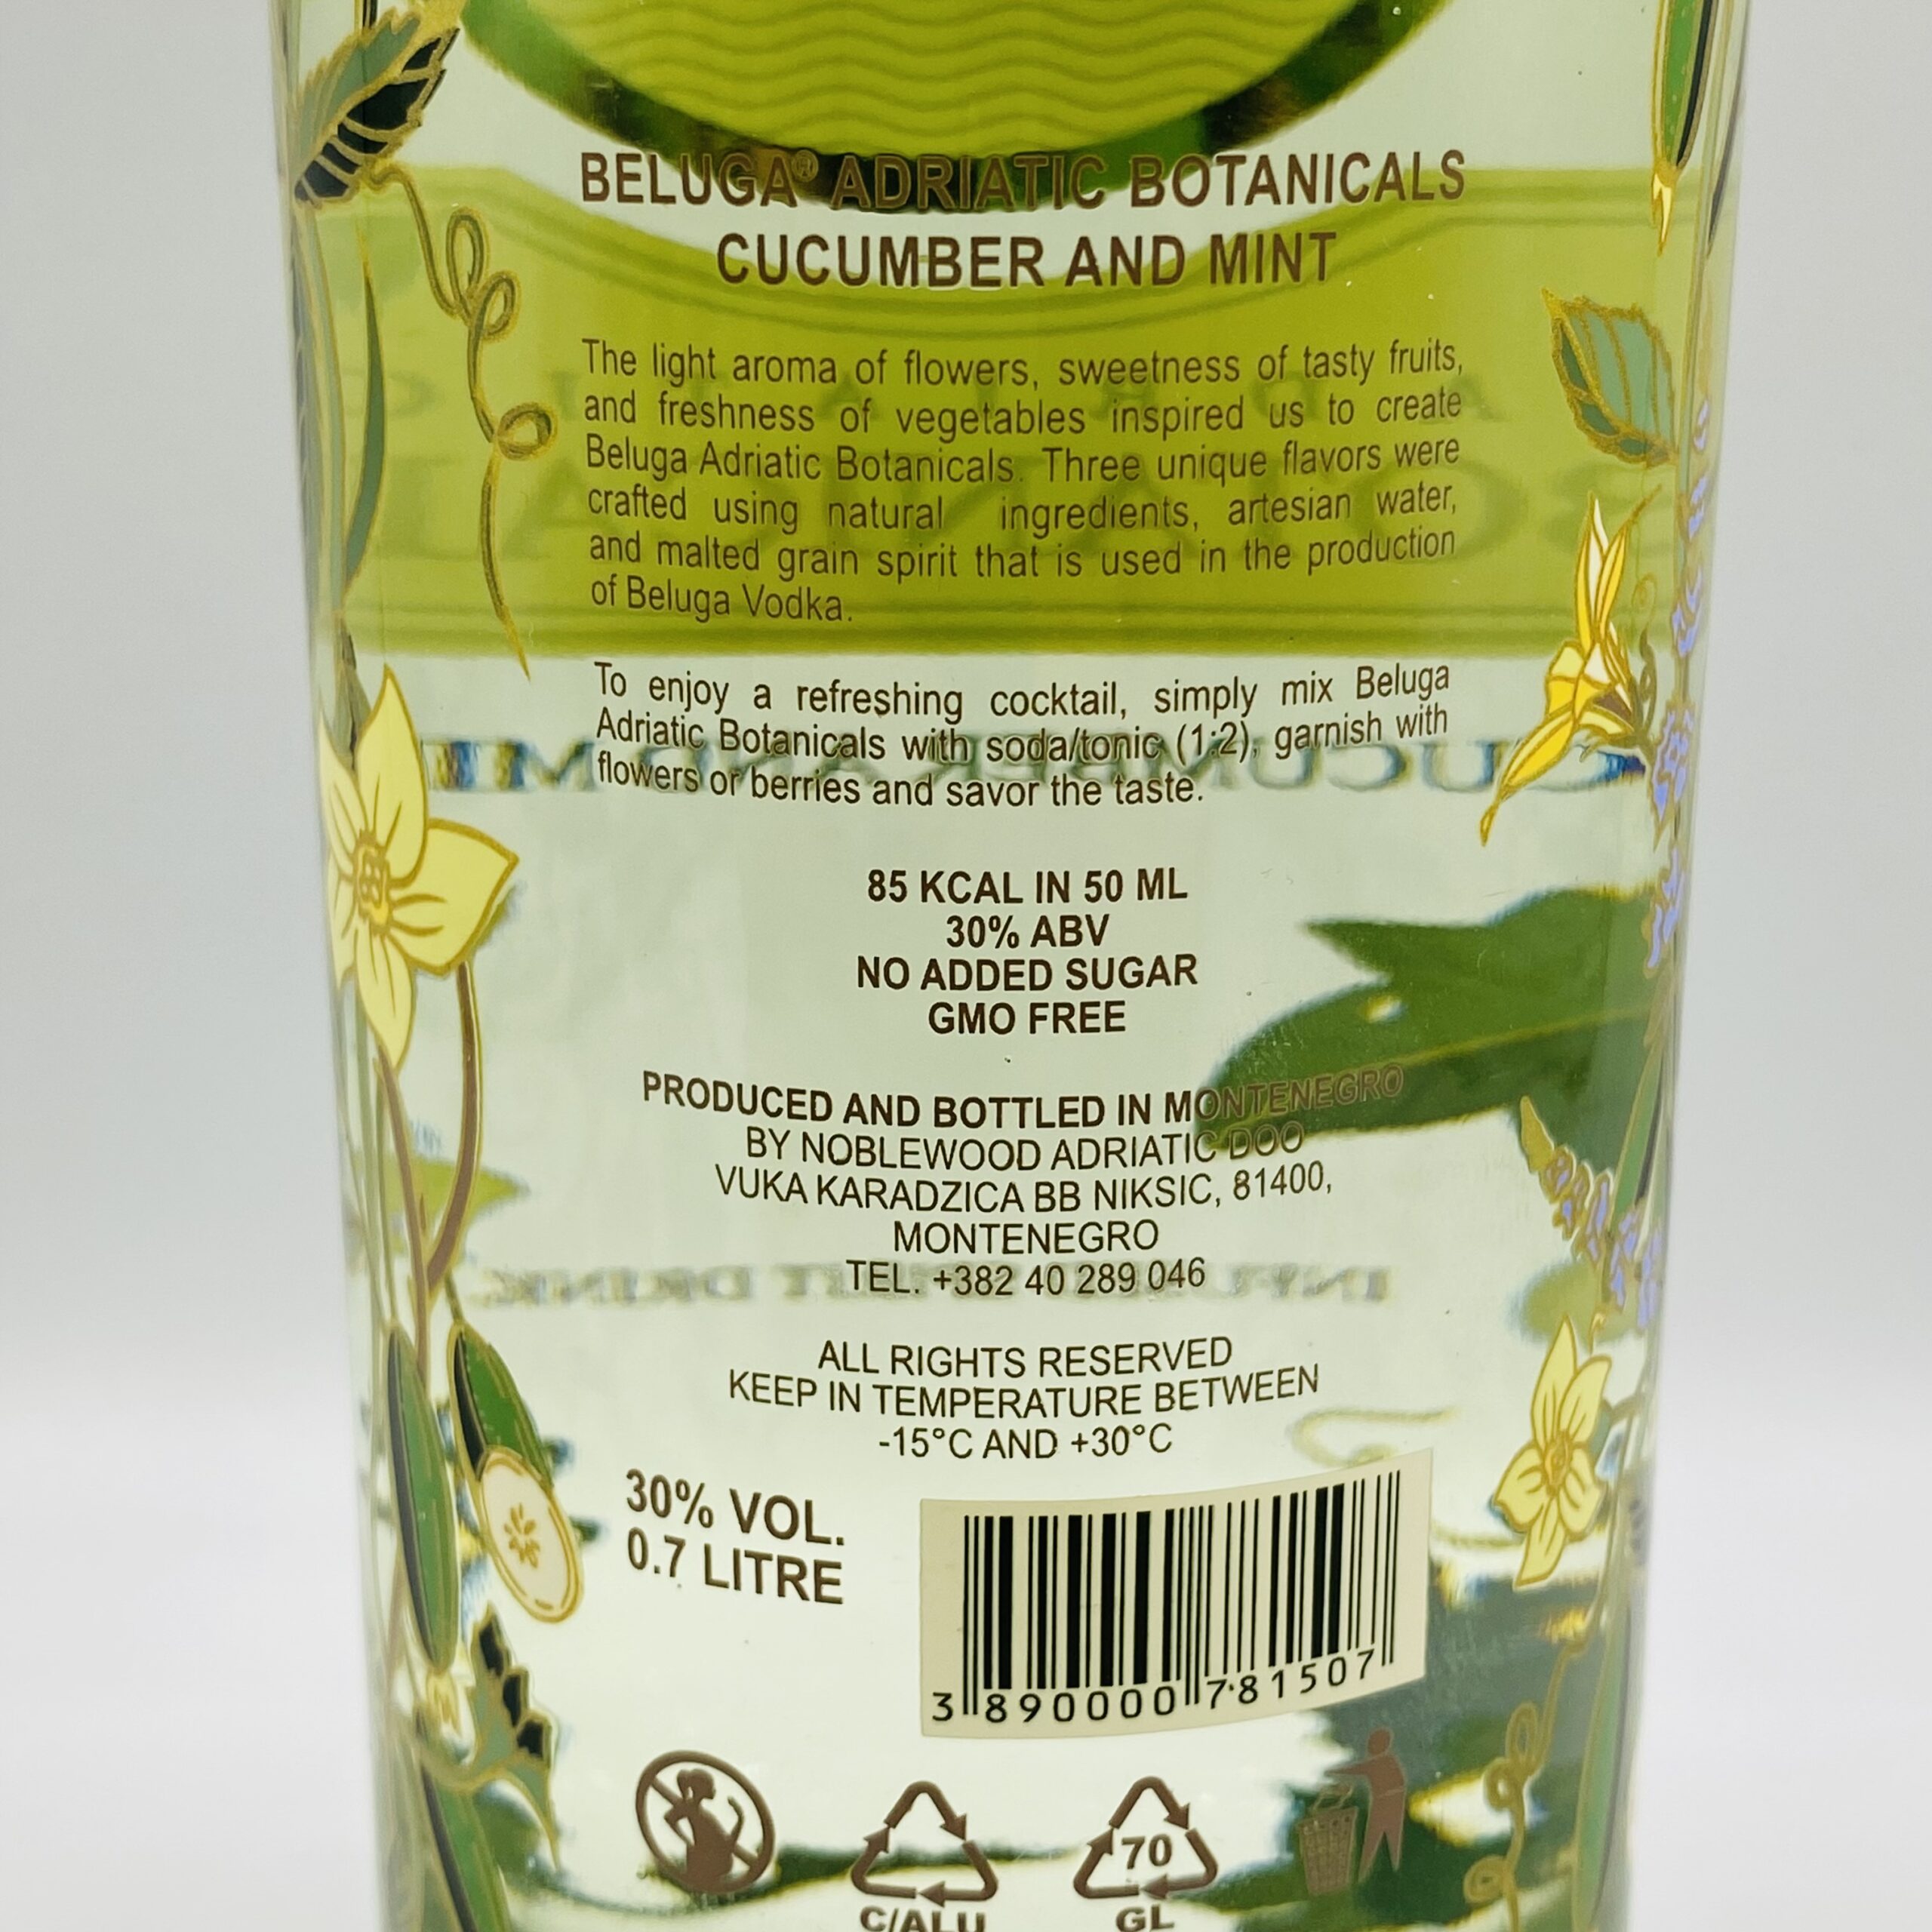 BELUGA® ADRIATIC BOTANICALS
CUCUMBER AND MINT
The light aroma of flowers, sweetness of tasty fruits,
and freshness of vegetables inspired us to create
Beluga Adriatic Botanicals. Three unique flavors were
crafted using natural ingredients, artesian water,
and malted grain spirit that is used in the production
of Beluga Vodka.
To enjoy a refreshing cocktail, simply mix Beluga
Adriatic Botanicals with soda/tonic (1:2), garnish with
flowers or berries and savor the taste.
85 KCAL IN 50 ML
30% ABV
NO ADDED SUGAR
GMO FREE
PRODUCED AND BOTTLED IN MONTENEGRO
BY NOBLEWOOD ADRIATIC DOO
VUKA KARADZICA BB NIKSIC, 81400,
MONTENEGRO
TEL. +382 40 289 046
ALL RIGHTS RESERVED
KEEP IN TEMPERATURE BETWEEN
-15°C AND +30°C
30% VOL.
0.7 LITRE
3 890000 781507
70
C/ALU
GL